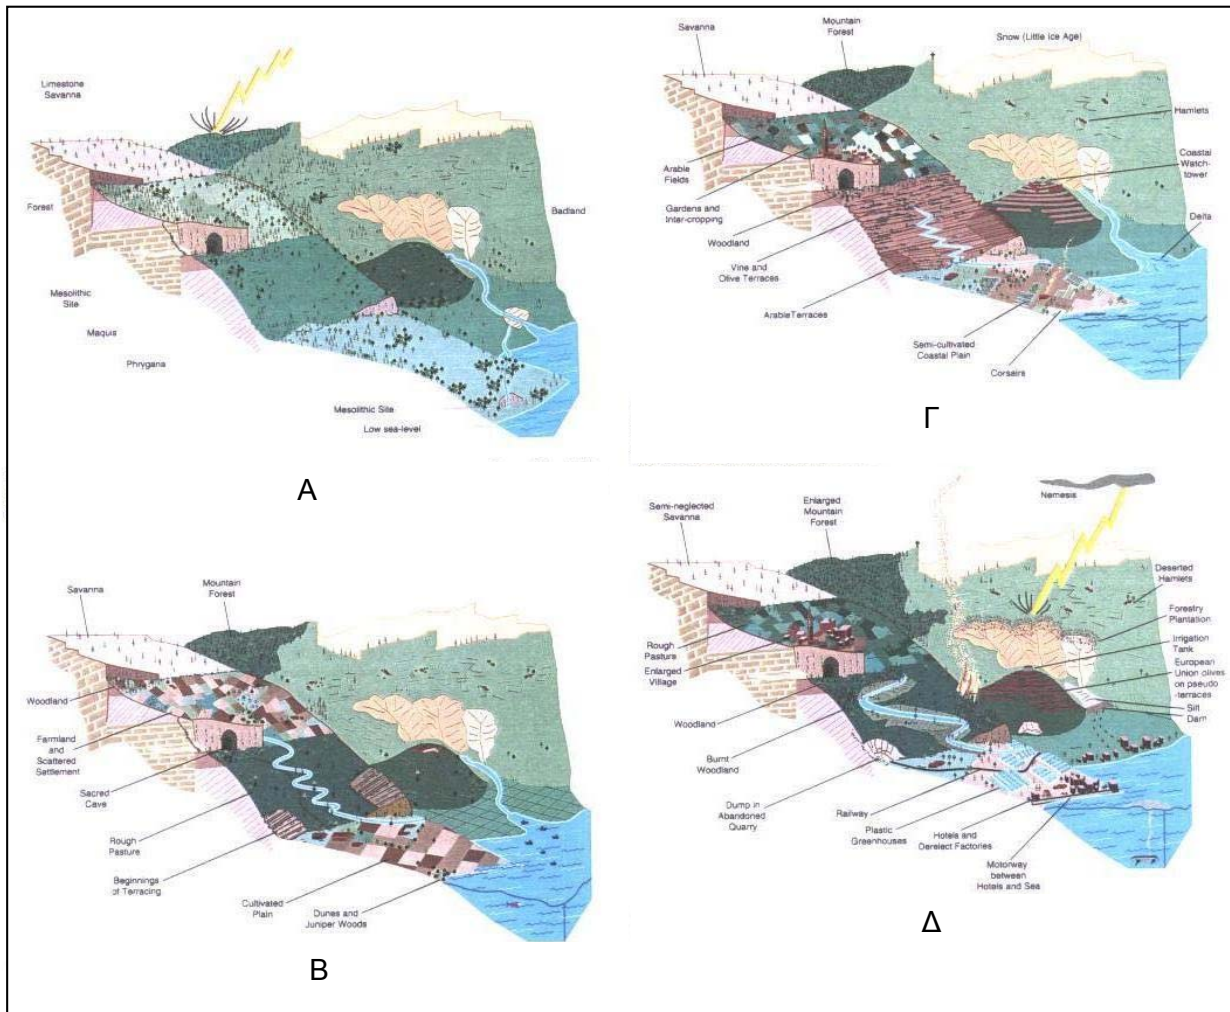 Limestone
Savanna
Forest
Badland
Mesolithic
Site
Maquis
Phrygana
Mesolithic Site
Low sea-level
Α
Savanna
Mountain
Forest
Woodland
Farmland
and
Scattered
Settlement
Sacred
Cave
Rough
Pasture
Beginnings
of Terracing
Cultivated
Plain
Dunes and
Juniper Woods
Β
Savanna
Mountain
Forest
Snow (Little Ice Age)
Hamlets
Coastal
Watch-
tower
Delta
Arable
Fields
Gardens and
Inter-cropping
Woodland
Vine and
Olive Terraces
Arable Terraces
Semi-cultivated
Coastal Plain
Corsairs
Γ
Semi-neglected
Savanna
Enlarged
Mountain
Forest
Nemesis
Deserted
Hamlets
Forestry
Plantation
Irrigation
Tank
European
Union olives
on pseudo
-terraces
Silt
Dam
Rough
Pasture
Enlarged
Village
Woodland
Burnt
Woodland
Dump in
Abandoned
Quarry
Railway
Plastic
Greenhouses
Hotels and
Derelect Factories
Motorway
between
Hotels and Sea
Δ